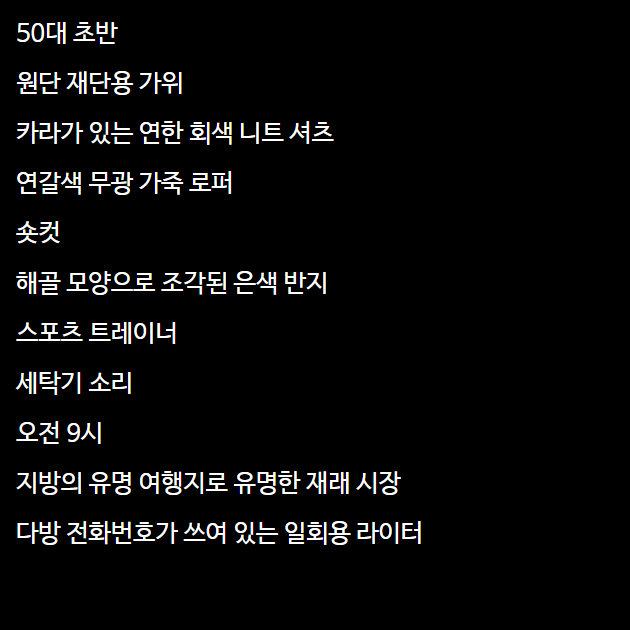 50대 초반
원단 재단용 가위
카라가 있는 연한 회색 니트 셔츠
연갈색 무광 가죽 로퍼
숏컷
해골 모양으로 조각된 은색 반지
스포츠 트레이너
세탁기 소리
오전 9시
지방의 유명 여행지로 유명한 재래 시장
다방 전화번호가 쓰여 있는 일회용 라이터